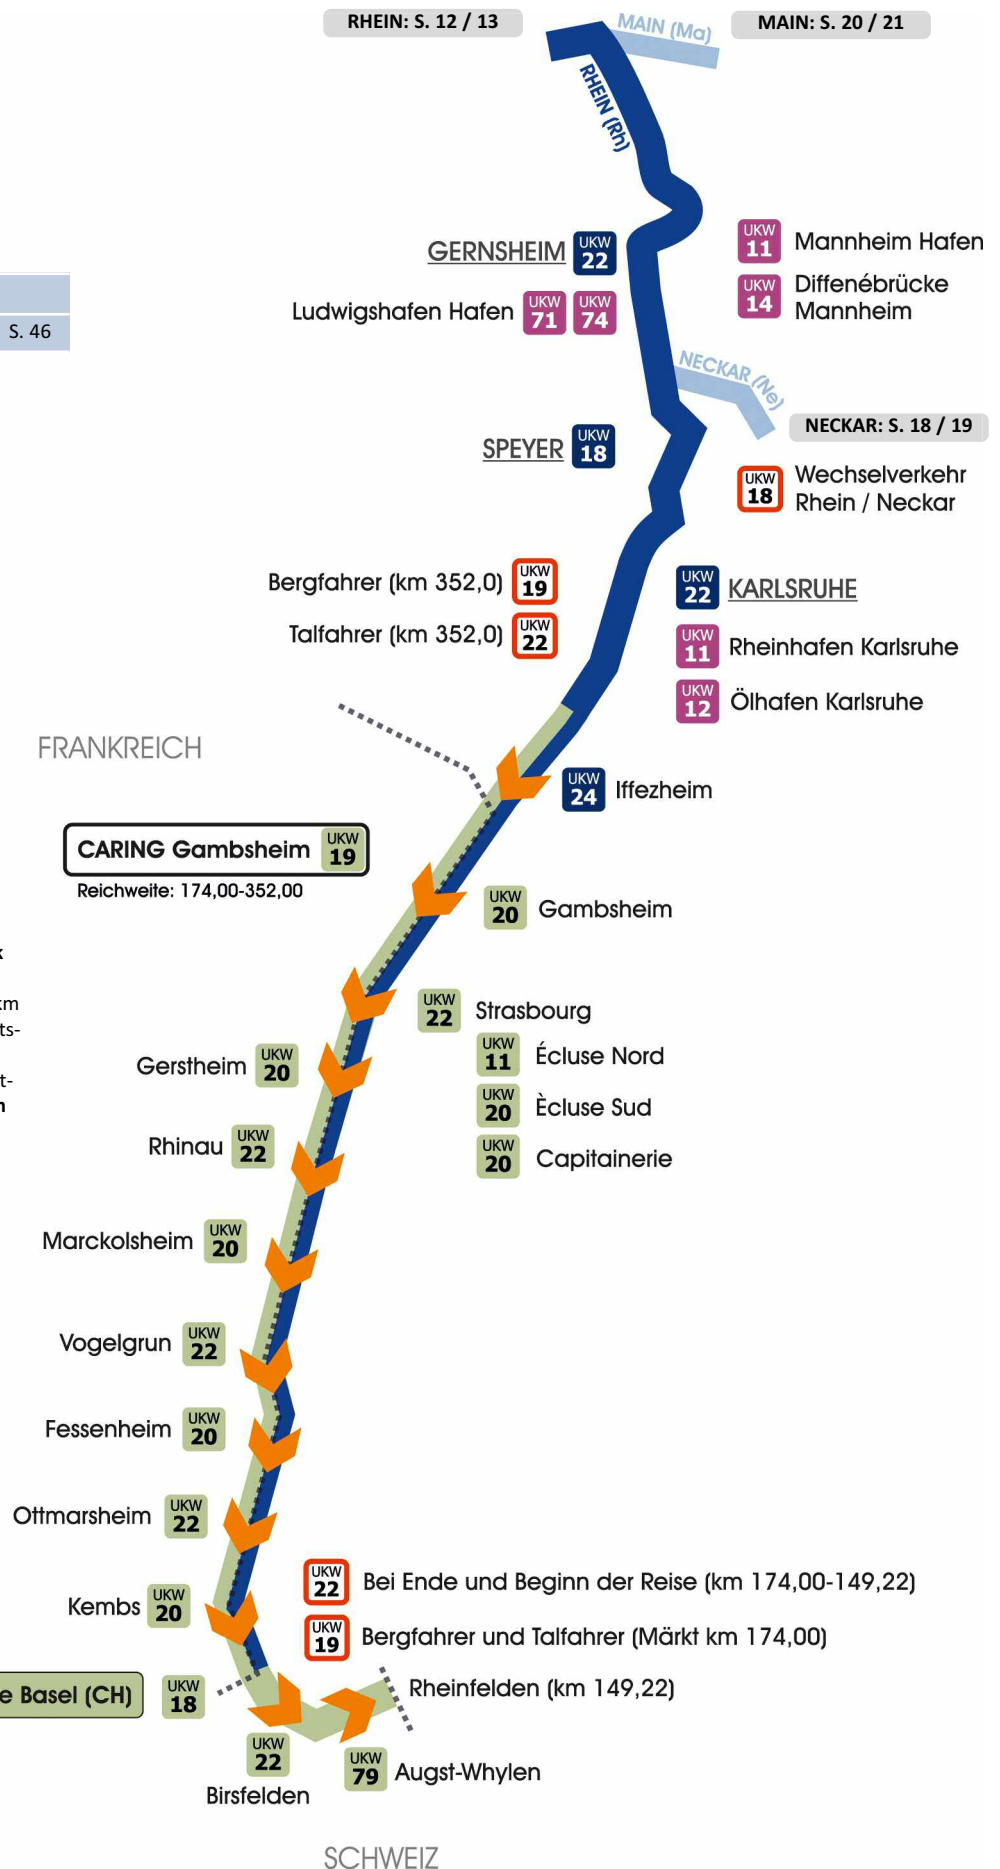 RHEIN: S. 12 / 13
MAIN (Ma)
MAIN: S. 20 / 21
RHEIN (Rh)
GERNSHEIM UKW 22
UKW 11 Mannheim Hafen
UKW 14 Diffenébrücke
Mannheim
Ludwigshafen Hafen UKW 71 UKW 74
S. 46
NECKAR (Ne)
NECKAR: S. 18 / 19
SPEYER UKW 18
UKW 18 Wechselverkehr
Rhein / Neckar
Bergfahrer (km 352,0) UKW 19
UKW 22 KARLSRUHE
Talfahrer (km 352,0) UKW 22
UKW 11 Rheinhafen Karlsruhe
UKW 12 Ölhafen Karlsruhe
FRANKREICH
UKW 24 Iffezheim
CARING Gambsheim UKW 19
Reichweite: 174,00-352,00
UKW 20 Gambsheim
k
km
ts-
t-
n
UKW 22 Strasbourg
UKW 11 Écluse Nord
Gerstheim UKW 20
UKW 20 Ècluse Sud
Rhinau UKW 22
UKW 20 Capitainerie
Marckolsheim UKW 20
Vogelgrun UKW 22
Fessenheim UKW 20
Ottmarsheim UKW 22
UKW 22 Bei Ende und Beginn der Reise (km 174,00-149,22)
Kembs UKW 20
UKW 19 Bergfahrer und Talfahrer (Märkt km 174,00)
e Basel (CH) UKW 18
Rheinfelden (km 149,22)
UKW 22
Birsfelden
UKW 79 Augst-Whylen
SCHWEIZ